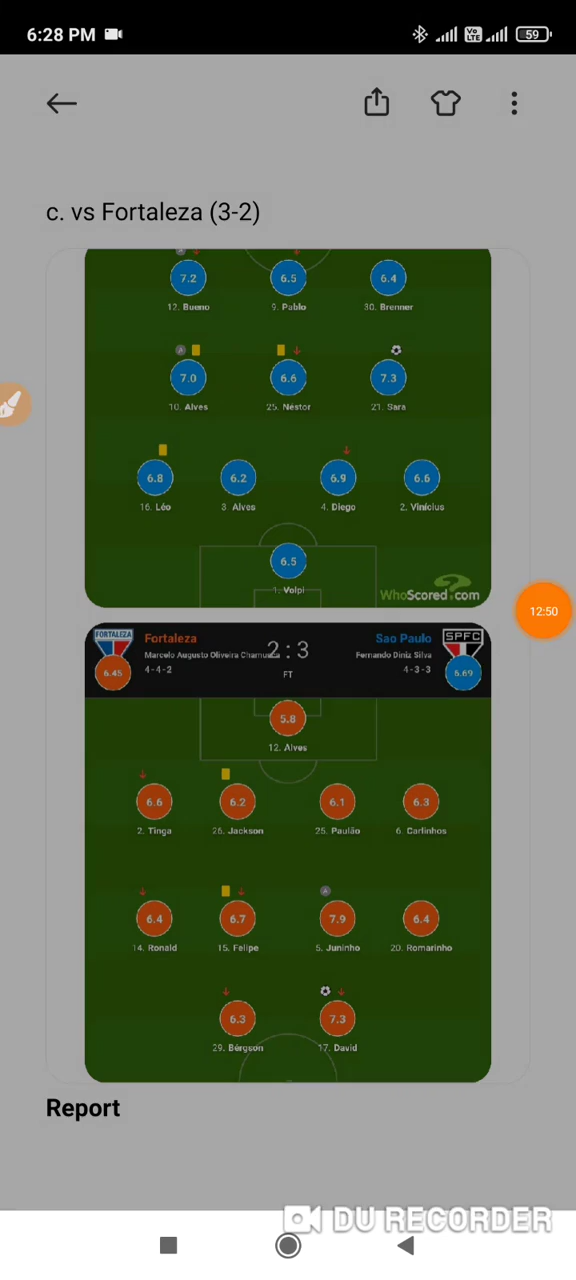 6:28 PM
Vo LTE
59
c. vs Fortaleza (3-2)
7.2
6.5
6.4
12. Bueno
9. Pablo
30. Brenner
A
7.0
6.6
7.3
10. Alves
25. Néstor
21. Sara
6.8
6.2
6.9
6.6
16. Léo
3. Alves
4. Diego
2. Vinícius
6.5
1. Volpi
WhoScored.com
12:50
FORTALEZA
Fortaleza
2 : 3
Sao Paulo
SPFC
Marcelo Augusto Oliveira Chamusca
Fernando Diniz Silva
6.45
4-4-2
FT
4-3-3
6.69
5.8
12. Alves
6.6
6.2
6.1
6.3
2. Tinga
26. Jackson
25. Paulão
6. Carlinhos
A
6.4
6.7
7.9
6.4
14. Ronald
15. Felipe
5. Juninho
20. Romarinho
6.3
7.3
29. Bérgson
17. David
Report
DU RECORDER